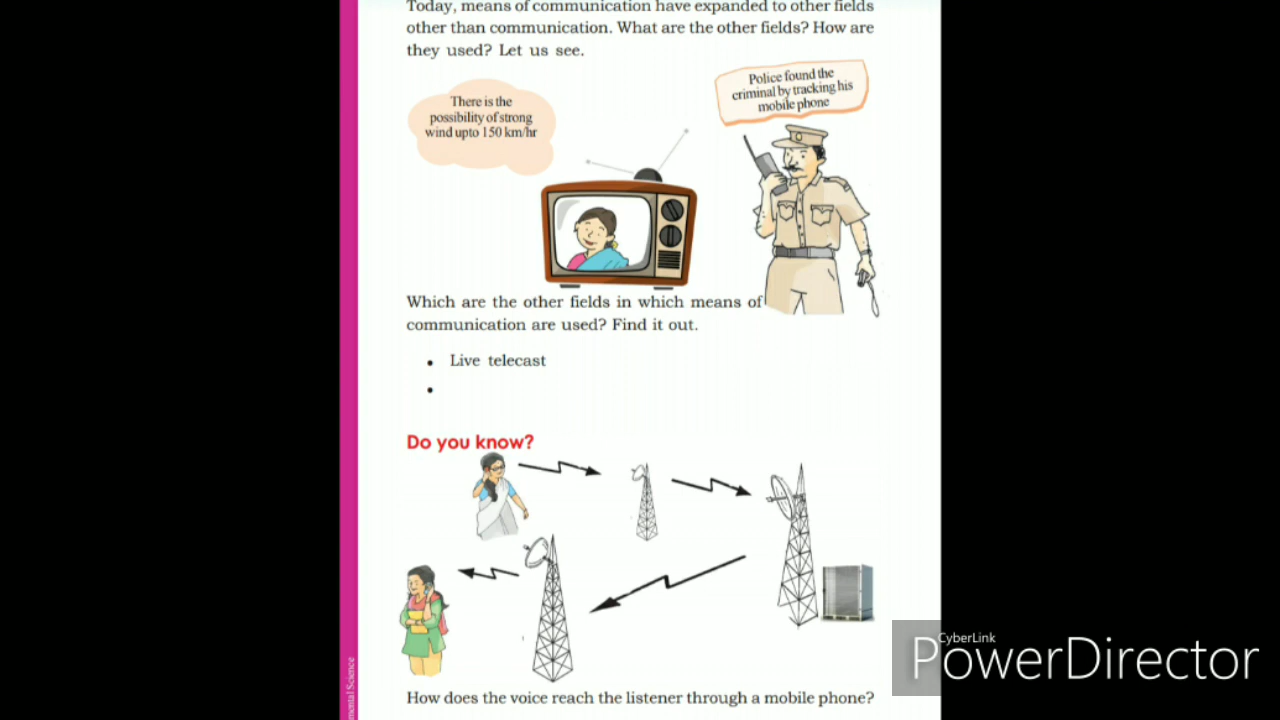 Today, means of communication have expanded to other fields
other than communication. What are the other fields? How are
they used? Let us see.
There is the
possibility of strong
wind upto 150 km/hr
Police found the
criminal by tracking his
mobile phone
Which are the other fields in which means of
communication are used? Find it out.
• Live telecast
•
Do you know?
How does the voice reach the listener through a mobile phone?
mental Science
CyberLink
PowerDirector